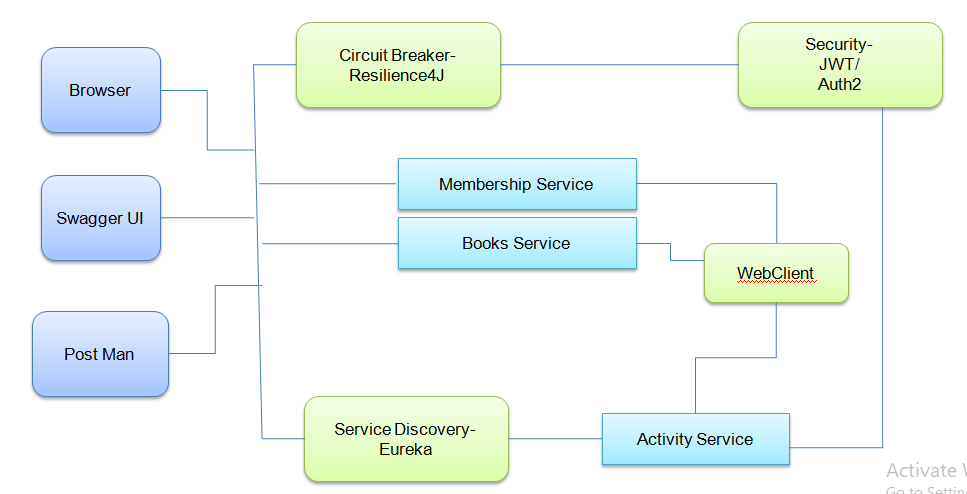 Circuit Breaker-
Resilience4J
Security-
JWT/
Auth2
Browser
Membership Service
Swagger UI
Books Service
WebClient
Post Man
Service Discovery-
Eureka
Activity Service
Activate
Go to